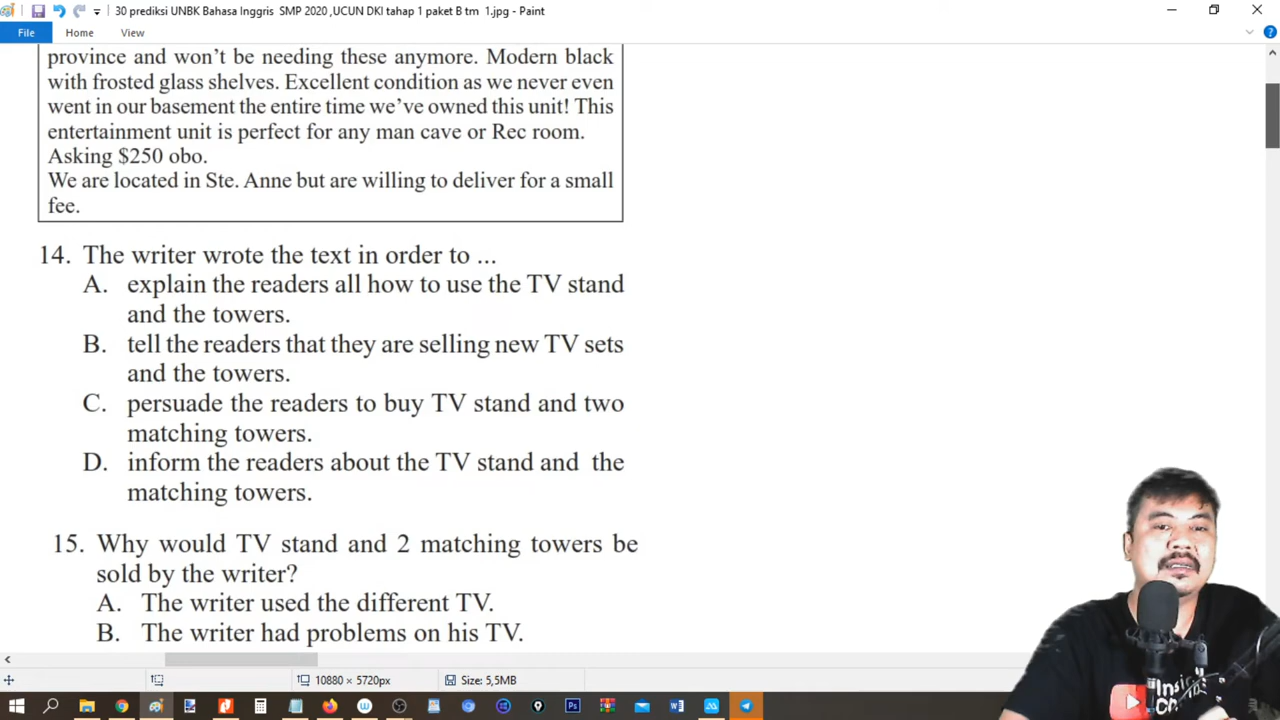 30 prediksi UNBK Bahasa Inggris SMP 2020 ,UCUN DKI tahap 1 paket B tm 1.jpg - Paint
File Home View
province and won't be needing these anymore. Modern black
with frosted glass shelves. Excellent condition as we never even
went in our basement the entire time we've owned this unit! This
entertainment unit is perfect for any man cave or Rec room.
Asking $250 obo.
We are located in Ste. Anne but are willing to deliver for a small
fee.
14. The writer wrote the text in order to ...
A. explain the readers all how to use the TV stand
and the towers.
B. tell the readers that they are selling new TV sets
and the towers.
C. persuade the readers to buy TV stand and two
matching towers.
D. inform the readers about the TV stand and the
matching towers.
15. Why would TV stand and 2 matching towers be
sold by the writer?
A. The writer used the different TV.
B. The writer had problems on his TV.
10880 × 5720px
Size: 5,5MB